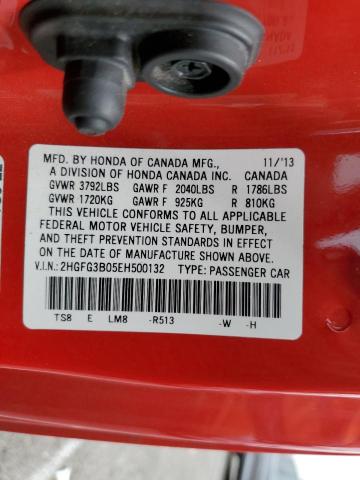 MFD. BY HONDA OF CANADA MFG., 11/'13
A DIVISION OF HONDA CANADA INC. CANADA
GVWR 3792LBS GAWR F 2040LBS R 1786LBS
GVWR 1720KG GAWR F 925KG R 810KG
THIS VEHICLE CONFORMS TO ALL APPLICABLE
FEDERAL MOTOR VEHICLE SAFETY, BUMPER,
AND THEFT PREVENTION STANDARDS IN EFFECT
ON THE DATE OF MANUFACTURE SHOWN ABOVE.
V.I.N.: 2HGFG3B05EH500132 TYPE: PASSENGER CAR
TS8 E LM8 -R513 -W -H